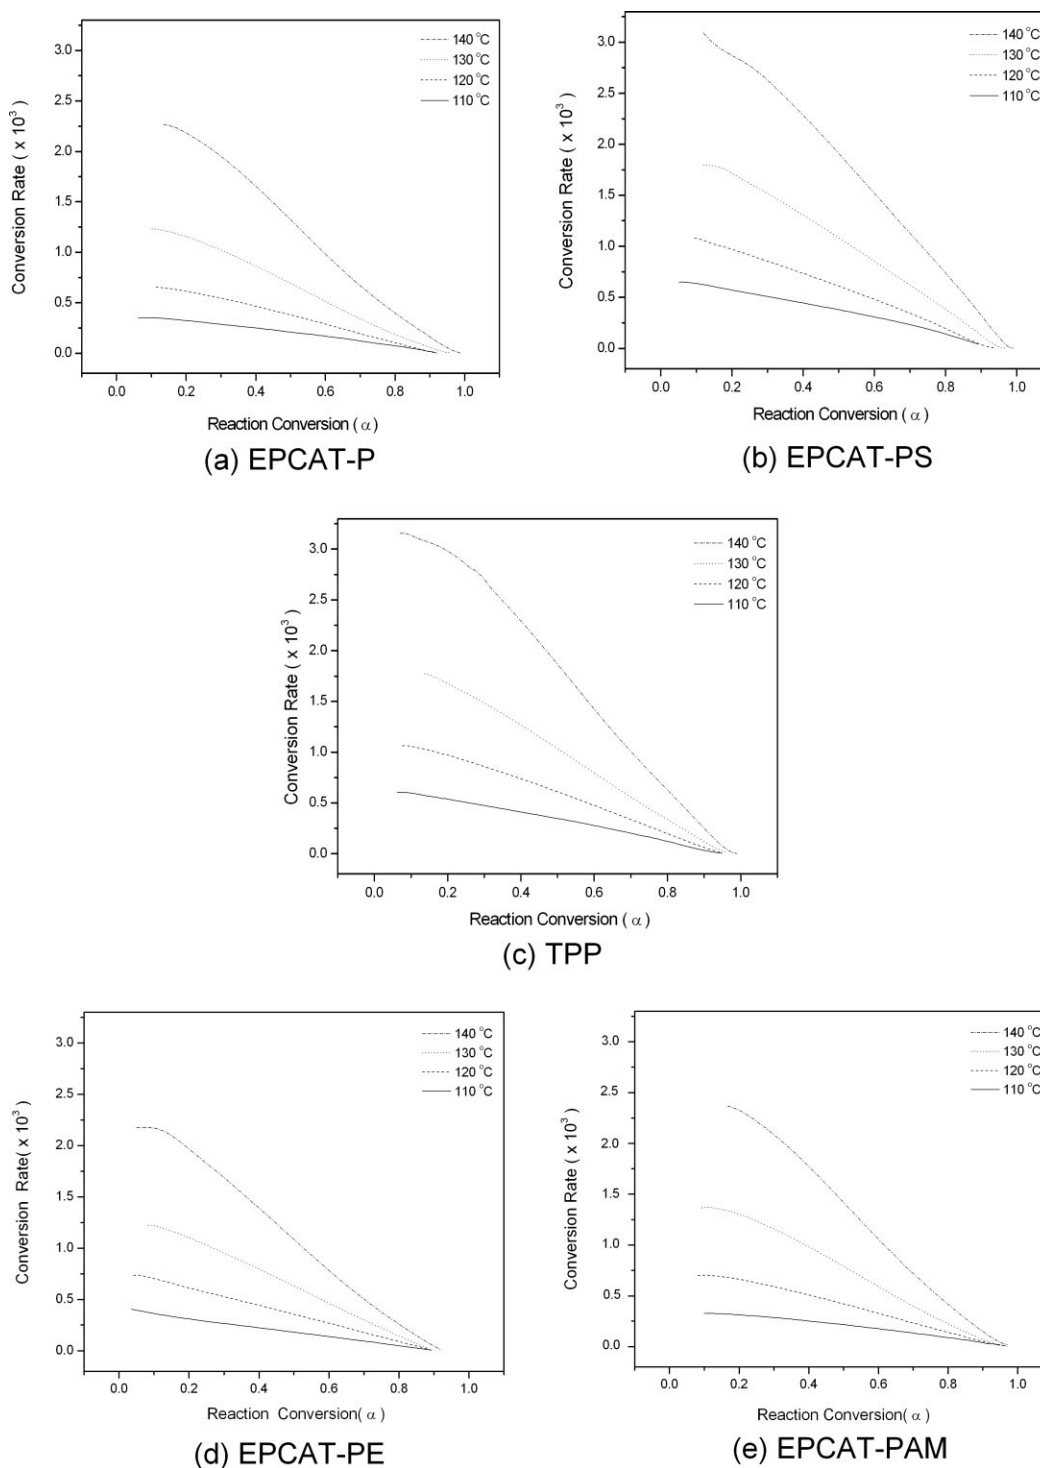 140 °C
130 °C
120 °C
110 °C
3.0
2.5
2.0
1.5
1.0
0.5
0.0
Conversion Rate ( x 10³ )
0.0 0.2 0.4 0.6 0.8 1.0
Reaction Conversion ( α )
(a) EPCAT-P
140 °C
130 °C
120 °C
110 °C
3.0
2.5
2.0
1.5
1.0
0.5
0.0
Conversion Rate ( x 10³ )
0.0 0.2 0.4 0.6 0.8 1.0
Reaction Conversion ( α )
(b) EPCAT-PS
140 °C
130 °C
120 °C
110 °C
3.0
2.5
2.0
1.5
1.0
0.5
0.0
Conversion Rate ( x 10³ )
0.0 0.2 0.4 0.6 0.8 1.0
Reaction Conversion ( α )
(c) TPP
140 °C
130 °C
120 °C
110 °C
3.0
2.5
2.0
1.5
1.0
0.5
0.0
Conversion Rate( x 10³ )
0.0 0.2 0.4 0.6 0.8 1.0
Reaction Conversion( α )
(d) EPCAT-PE
140 °C
130 °C
120 °C
110 °C
3.0
2.5
2.0
1.5
1.0
0.5
0.0
Conversion Rate ( x 10³ )
0.0 0.2 0.4 0.6 0.8 1.0
Reaction Conversion( α )
(e) EPCAT-PAM